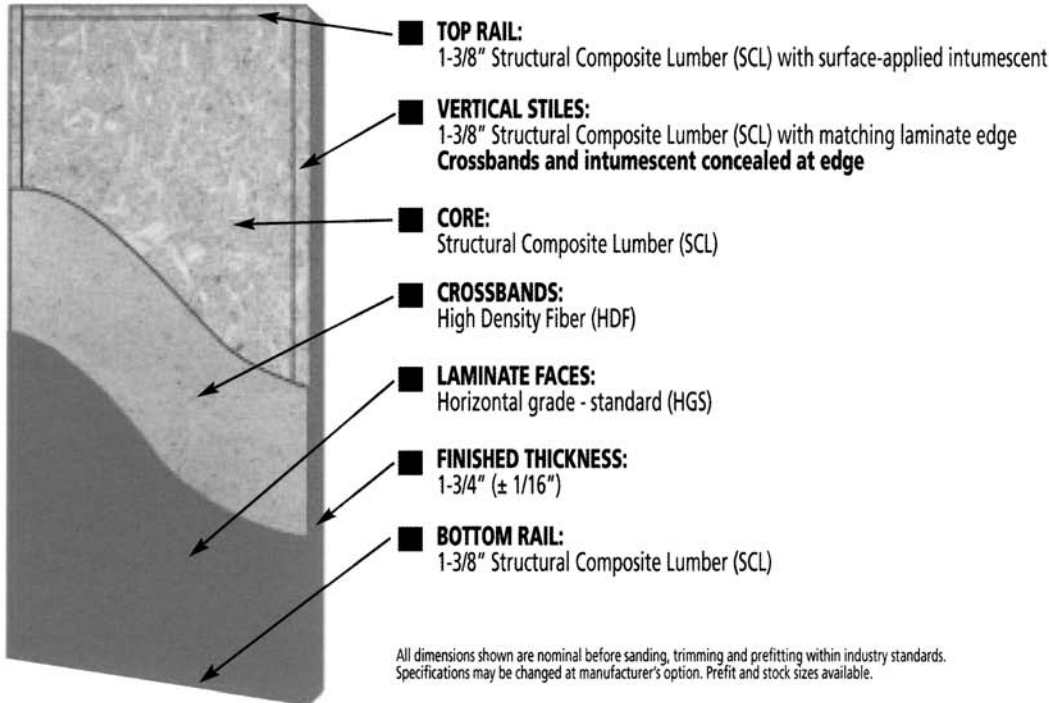 TOP RAIL:
1-3/8" Structural Composite Lumber (SCL) with surface-applied intumescent
VERTICAL STILES:
1-3/8" Structural Composite Lumber (SCL) with matching laminate edge
Crossbands and intumescent concealed at edge
CORE:
Structural Composite Lumber (SCL)
CROSSBANDS:
High Density Fiber (HDF)
LAMINATE FACES:
Horizontal grade - standard (HGS)
FINISHED THICKNESS:
1-3/4" (± 1/16")
BOTTOM RAIL:
1-3/8" Structural Composite Lumber (SCL)
All dimensions shown are nominal before sanding, trimming and prefitting within industry standards.
Specifications may be changed at manufacturer's option. Prefit and stock sizes available.